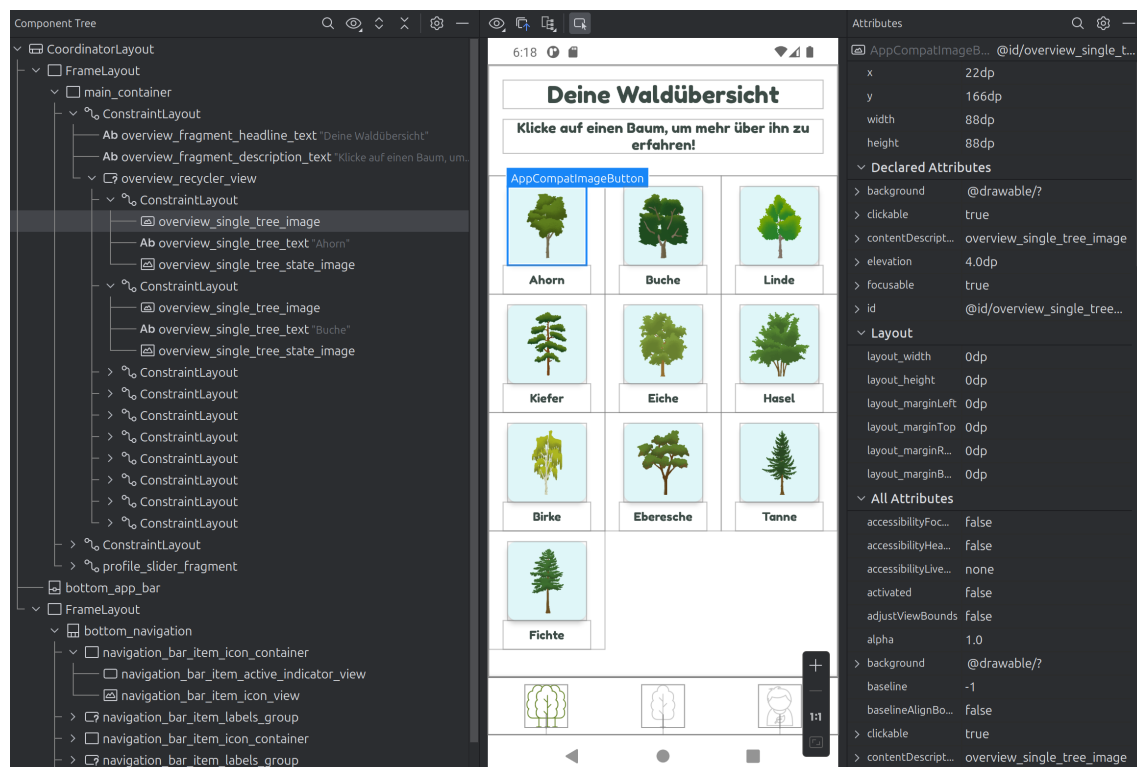 Component Tree
CoordinatorLayout
FrameLayout
main_container
ConstraintLayout
Ab overview_fragment_headline_text "Deine Waldübersicht"
Ab overview_fragment_description_text "Klicke auf einen Baum, um...
overview_recycler_view
ConstraintLayout
overview_single_tree_image
Ab overview_single_tree_text "Ahorn"
overview_single_tree_state_image
ConstraintLayout
overview_single_tree_image
Ab overview_single_tree_text "Buche"
overview_single_tree_state_image
ConstraintLayout
ConstraintLayout
ConstraintLayout
ConstraintLayout
ConstraintLayout
ConstraintLayout
ConstraintLayout
ConstraintLayout
ConstraintLayout
profile_slider_fragment
bottom_app_bar
FrameLayout
bottom_navigation
navigation_bar_item_icon_container
navigation_bar_item_active_indicator_view
navigation_bar_item_icon_view
navigation_bar_item_labels_group
navigation_bar_item_icon_container
navigation_bar_item_labels_group
6:18
Deine Waldübersicht
Klicke auf einen Baum, um mehr über ihn zu
erfahren!
AppCompatImageButton
Ahorn
Buche
Linde
Kiefer
Eiche
Hasel
Birke
Eberesche
Tanne
Fichte
1:1
Attributes
AppCompatImageB... @id/overview_single_t...
x 22dp
y 166dp
width 88dp
height 88dp
Declared Attributes
background @drawable/?
clickable true
contentDescript... overview_single_tree_image
elevation 4.0dp
focusable true
id @id/overview_single_tree...
Layout
layout_width 0dp
layout_height 0dp
layout_marginLeft 0dp
layout_marginTop 0dp
layout_marginR... 0dp
layout_marginB... 0dp
All Attributes
accessibilityFoc... false
accessibilityHea... false
accessibilityLive... none
activated false
adjustViewBounds false
alpha 1.0
background @drawable/?
baseline -1
baselineAlignBo... false
clickable true
contentDescript... overview_single_tree_image